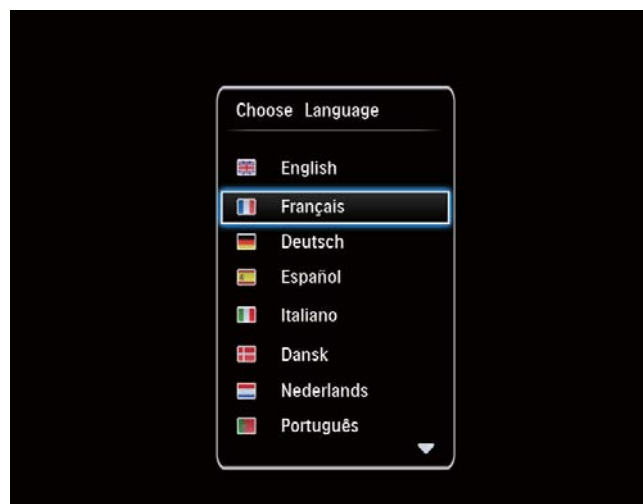 Choose Language
English
Français
Deutsch
Español
Italiano
Dansk
Nederlands
Português